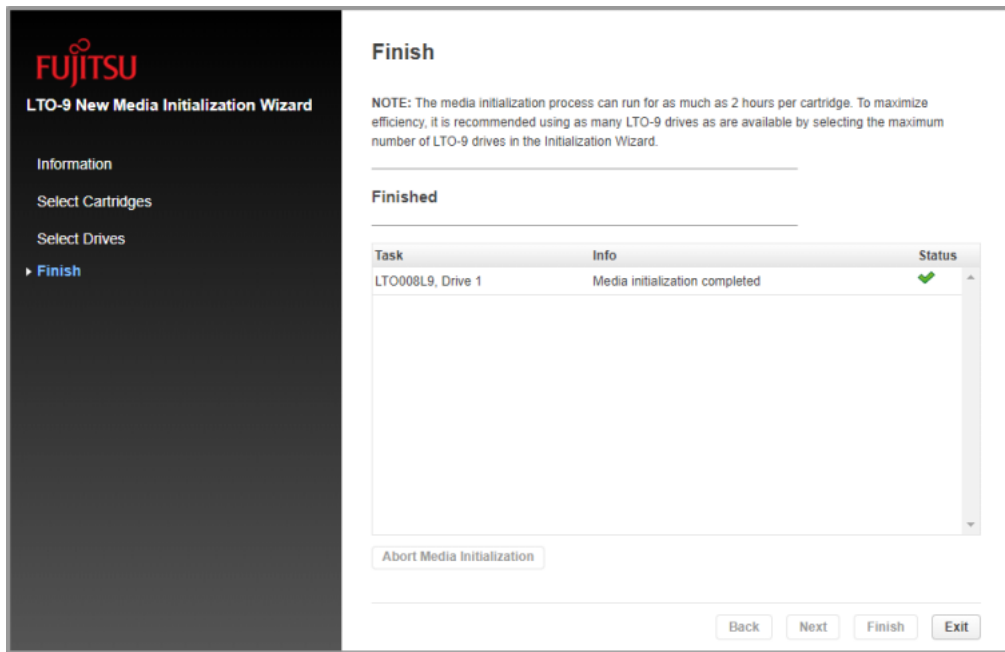 FUJITSU
LTO-9 New Media Initialization Wizard
Information
Select Cartridges
Select Drives
Finish
Finish
NOTE: The media initialization process can run for as much as 2 hours per cartridge. To maximize
efficiency, it is recommended using as many LTO-9 drives as are available by selecting the maximum
number of LTO-9 drives in the Initialization Wizard.
Finished
Task Info Status
LTO008L9, Drive 1 Media initialization completed
Abort Media Initialization
Back Next Finish Exit